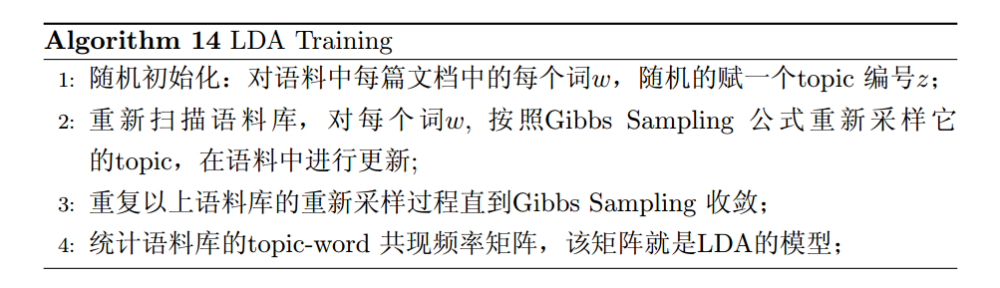 Algorithm 14 LDA Training
1: 随机初始化：对语料中每篇文档中的每个词w，随机的赋一个topic 编号z；
2: 重新扫描语料库，对每个词w, 按照Gibbs Sampling 公式重新采样它
的topic，在语料中进行更新;
3: 重复以上语料库的重新采样过程直到Gibbs Sampling 收敛；
4: 统计语料库的topic-word 共现频率矩阵，该矩阵就是LDA的模型；